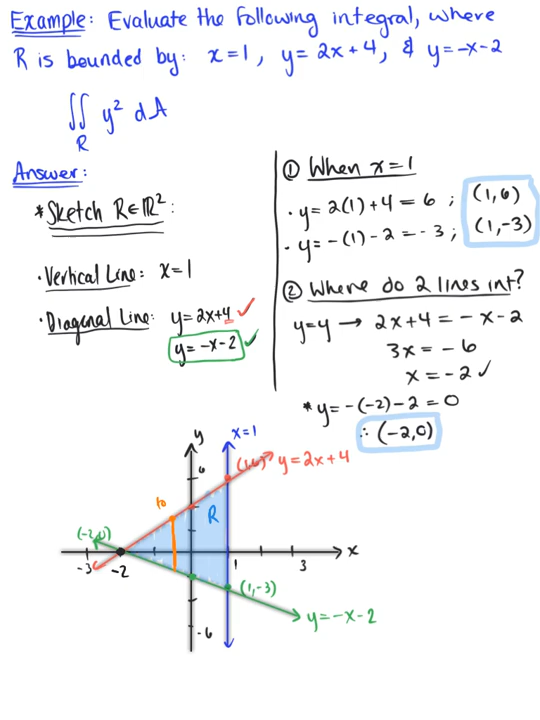 Example: Evaluate the following integral, where
R is bounded by: x=1, y=2x+4, & y=-x-2
∬ y² dA
R
Answer:
*Sketch R∈ℝ²:
·Vertical Line: x=1
·Diagonal Line: y=2x+4 ✓
y=-x-2 ✓
① When x=1
·y=2(1)+4=6; (1,6)
·y=-(1)-2=-3; (1,-3)
② Where do 2 lines int?
y=y → 2x+4=-x-2
3x=-6
x=-2 ✓
*y=-(-2)-2=0
∴ (-2,0)
y
x=1
6
(1,6)
y=2x+4
R
(-2,0)
-3
-2
1
3
x
(1,-3)
y=-x-2
-6